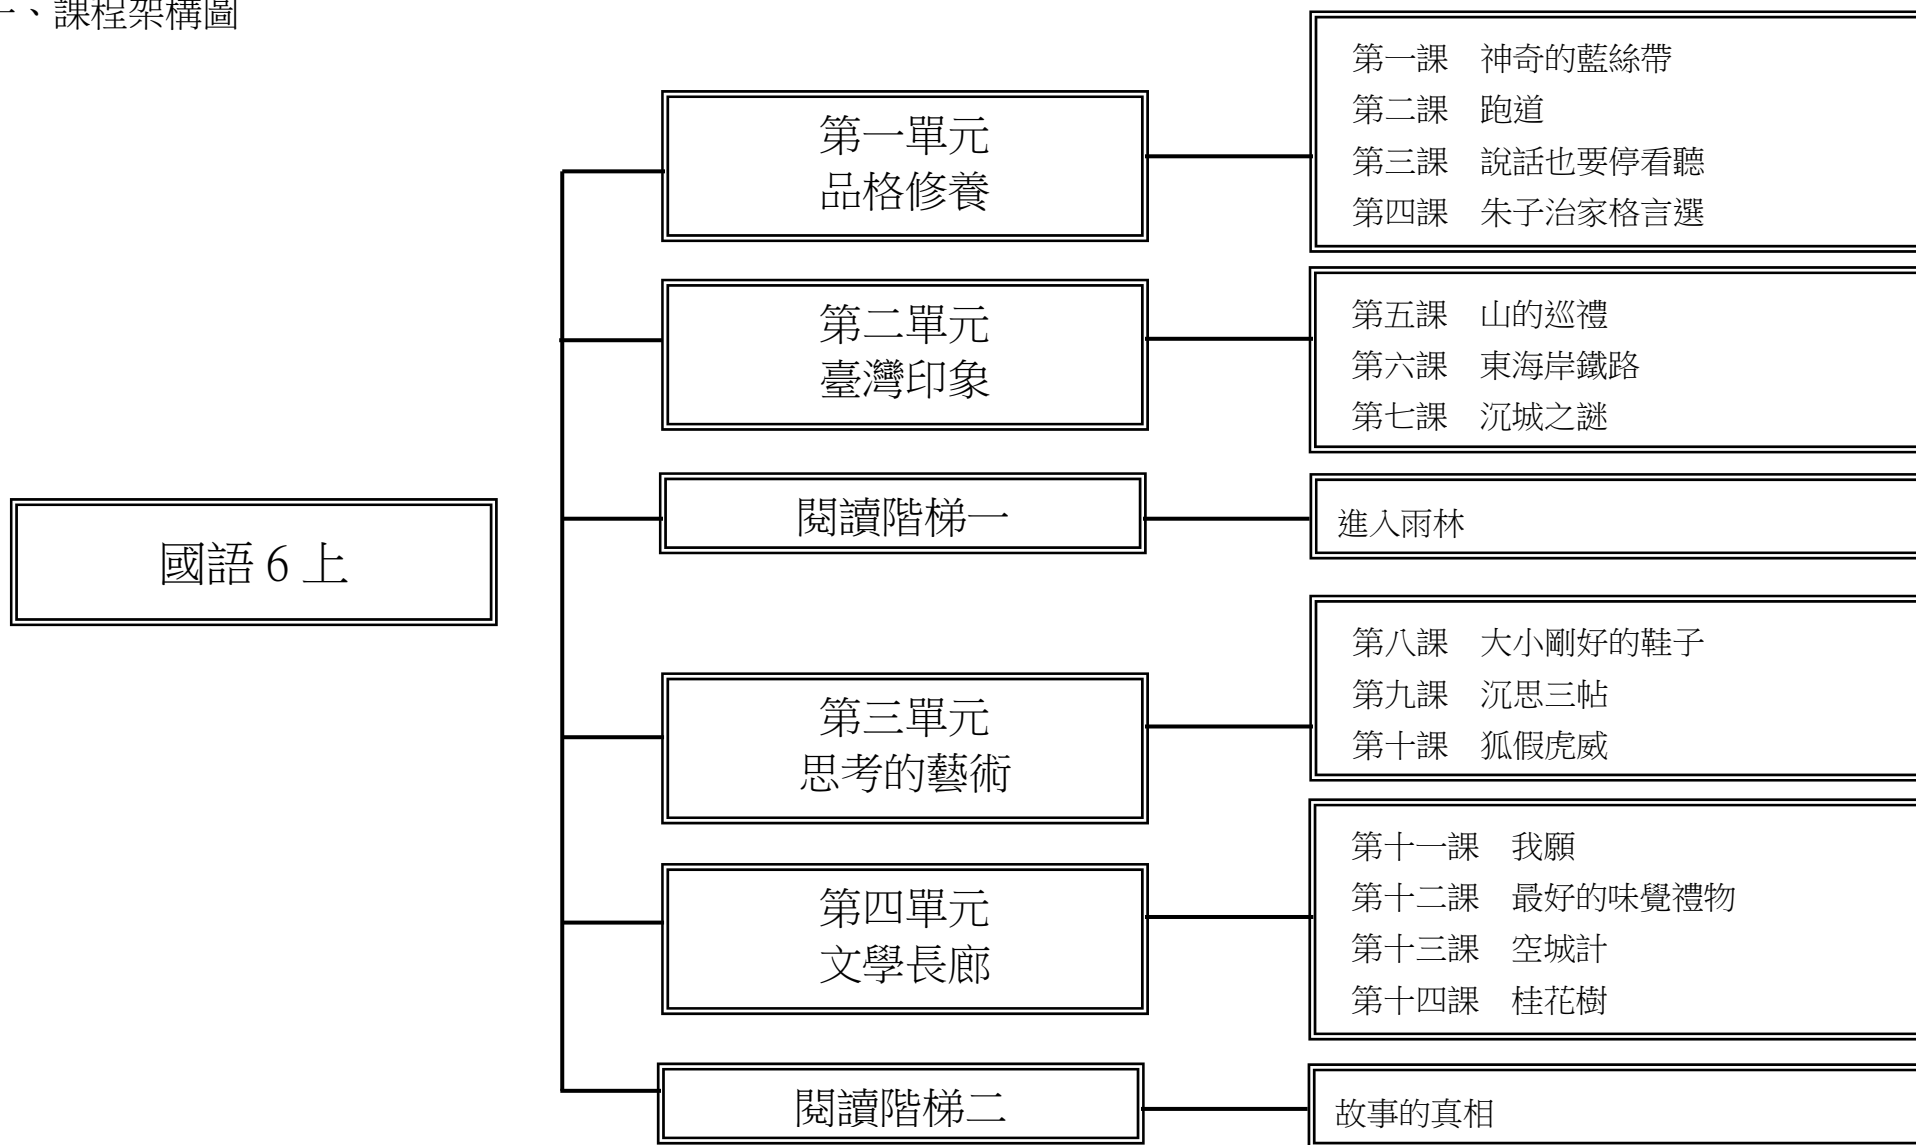 一、課程架構圖
國語 6 上
第一單元
品格修養
第一課　神奇的藍絲帶
第二課　跑道
第三課　說話也要停看聽
第四課　朱子治家格言選
第二單元
臺灣印象
第五課　山的巡禮
第六課　東海岸鐵路
第七課　沉城之謎
閱讀階梯一
進入雨林
第三單元
思考的藝術
第八課　大小剛好的鞋子
第九課　沉思三帖
第十課　狐假虎威
第四單元
文學長廊
第十一課　我願
第十二課　最好的味覺禮物
第十三課　空城計
第十四課　桂花樹
閱讀階梯二
故事的真相